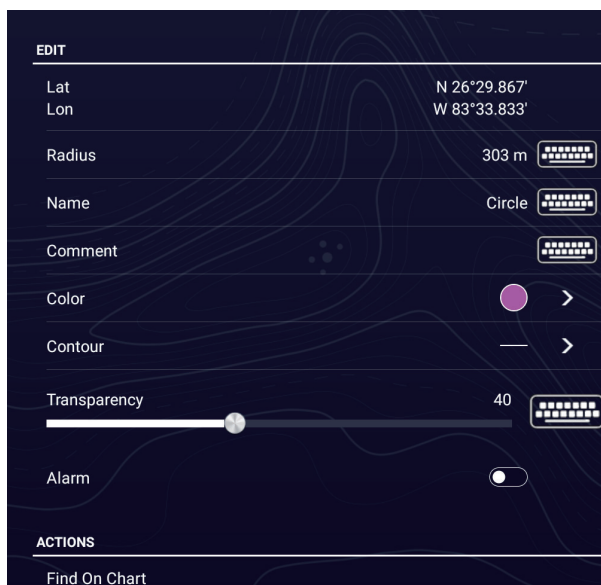 EDIT
Lat N 26°29.867'
Lon W 83°33.833'
Radius 303 m
Name Circle
Comment
Color
Contour
Transparency 40
Alarm
ACTIONS
Find On Chart